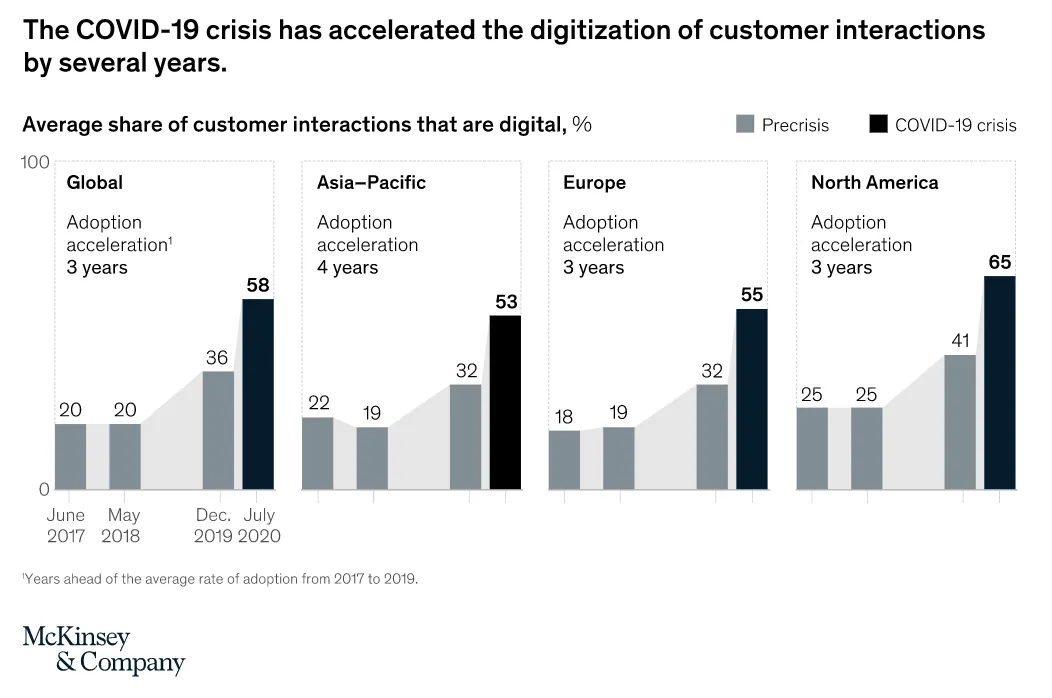 The COVID-19 crisis has accelerated the digitization of customer interactions
by several years.
Average share of customer interactions that are digital, %
Precrisis
COVID-19 crisis
100
0
Global
Adoption
acceleration¹
3 years
20
20
36
58
June
2017
May
2018
Dec.
2019
July
2020
Asia–Pacific
Adoption
acceleration
4 years
22
19
32
53
Europe
Adoption
acceleration
3 years
18
19
32
55
North America
Adoption
acceleration
3 years
25
25
41
65
¹Years ahead of the average rate of adoption from 2017 to 2019.
McKinsey
& Company